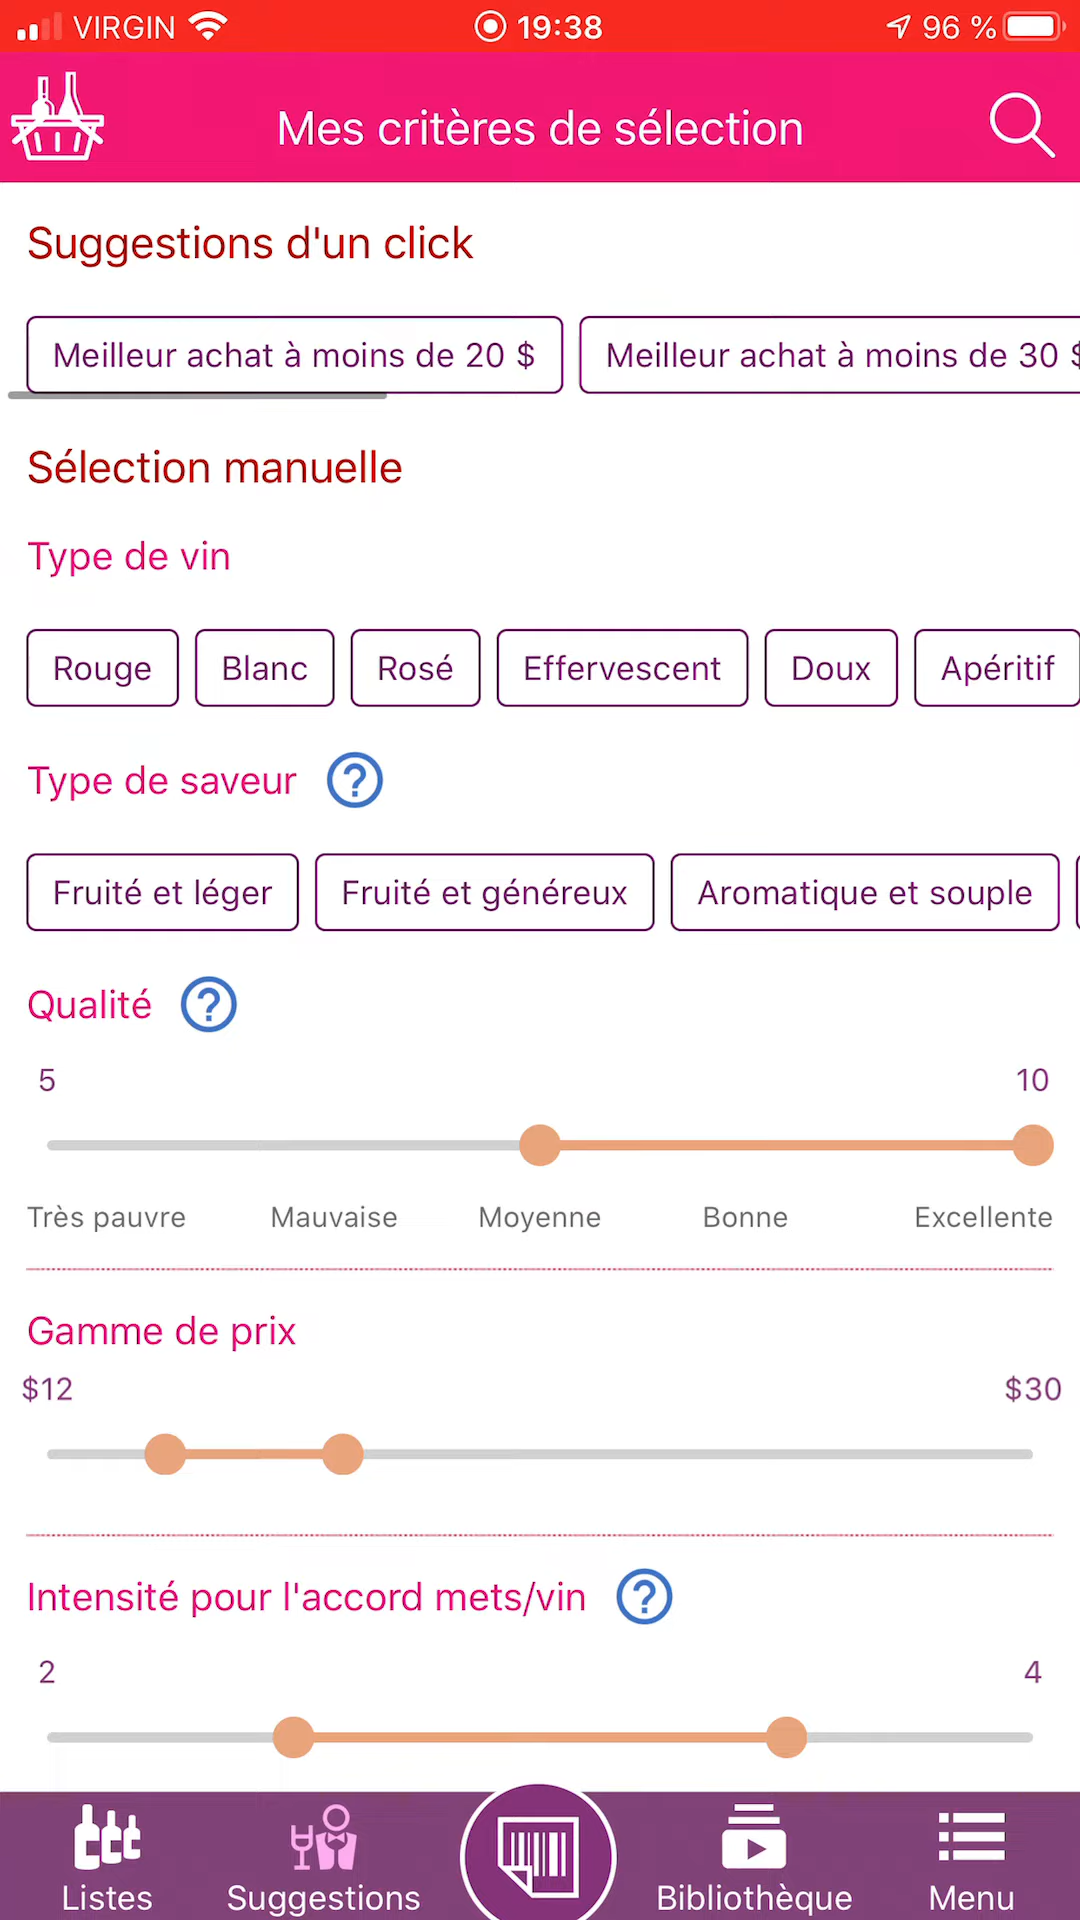 VIRGIN 19:38 96 %
Mes critères de sélection
Suggestions d'un click
Meilleur achat à moins de 20 $ Meilleur achat à moins de 30 $
Sélection manuelle
Type de vin
Rouge Blanc Rosé Effervescent Doux Apéritif
Type de saveur ?
Fruité et léger Fruité et généreux Aromatique et souple
Qualité ?
5 10
Très pauvre Mauvaise Moyenne Bonne Excellente
Gamme de prix
$12 $30
Intensité pour l'accord mets/vin ?
2 4
Listes Suggestions Bibliothèque Menu